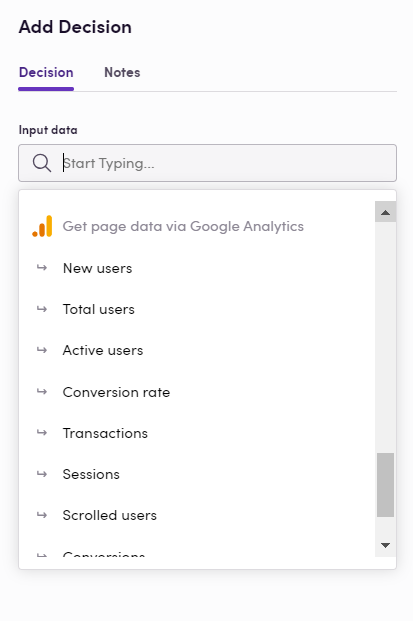 Add Decision
Decision Notes
Input data
Start Typing...
Get page data via Google Analytics
New users
Total users
Active users
Conversion rate
Transactions
Sessions
Scrolled users
Conversions